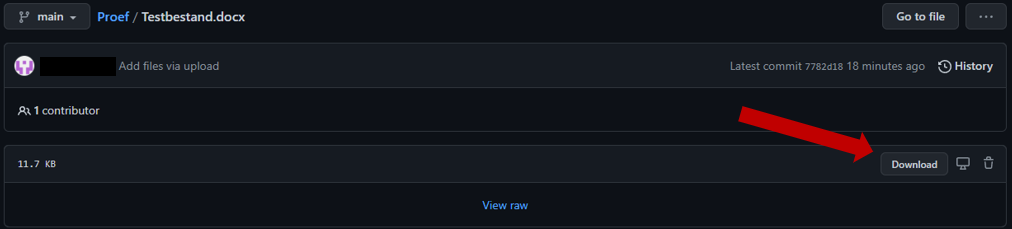 main Proef / Testbestand.docx Go to file ...
Add files via upload Latest commit 7782d18 18 minutes ago History
1 contributor
11.7 KB Download
View raw